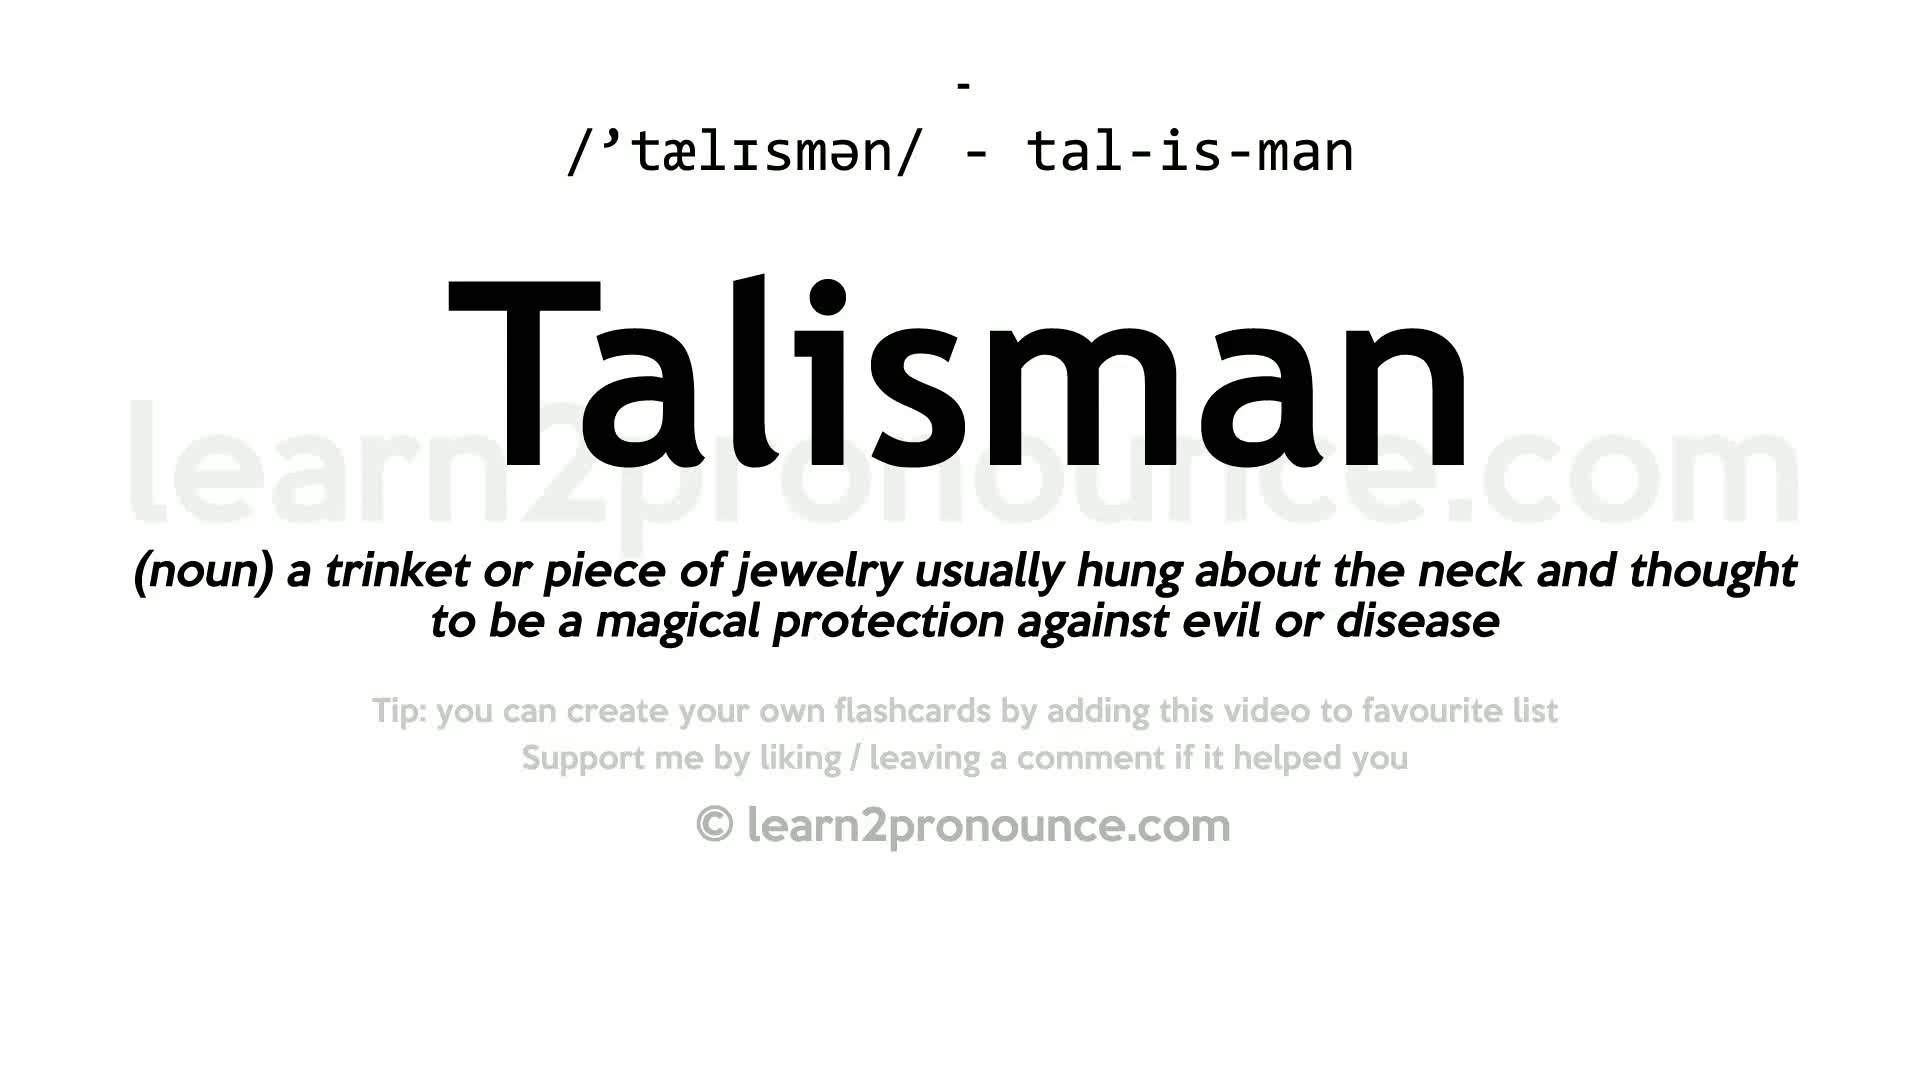 -
/’tælɪsmən/ - tal-is-man
Talisman
learn2pronounce.com
(noun) a trinket or piece of jewelry usually hung about the neck and thought
to be a magical protection against evil or disease
Tip: you can create your own flashcards by adding this video to favourite list
Support me by liking / leaving a comment if it helped you
© learn2pronounce.com